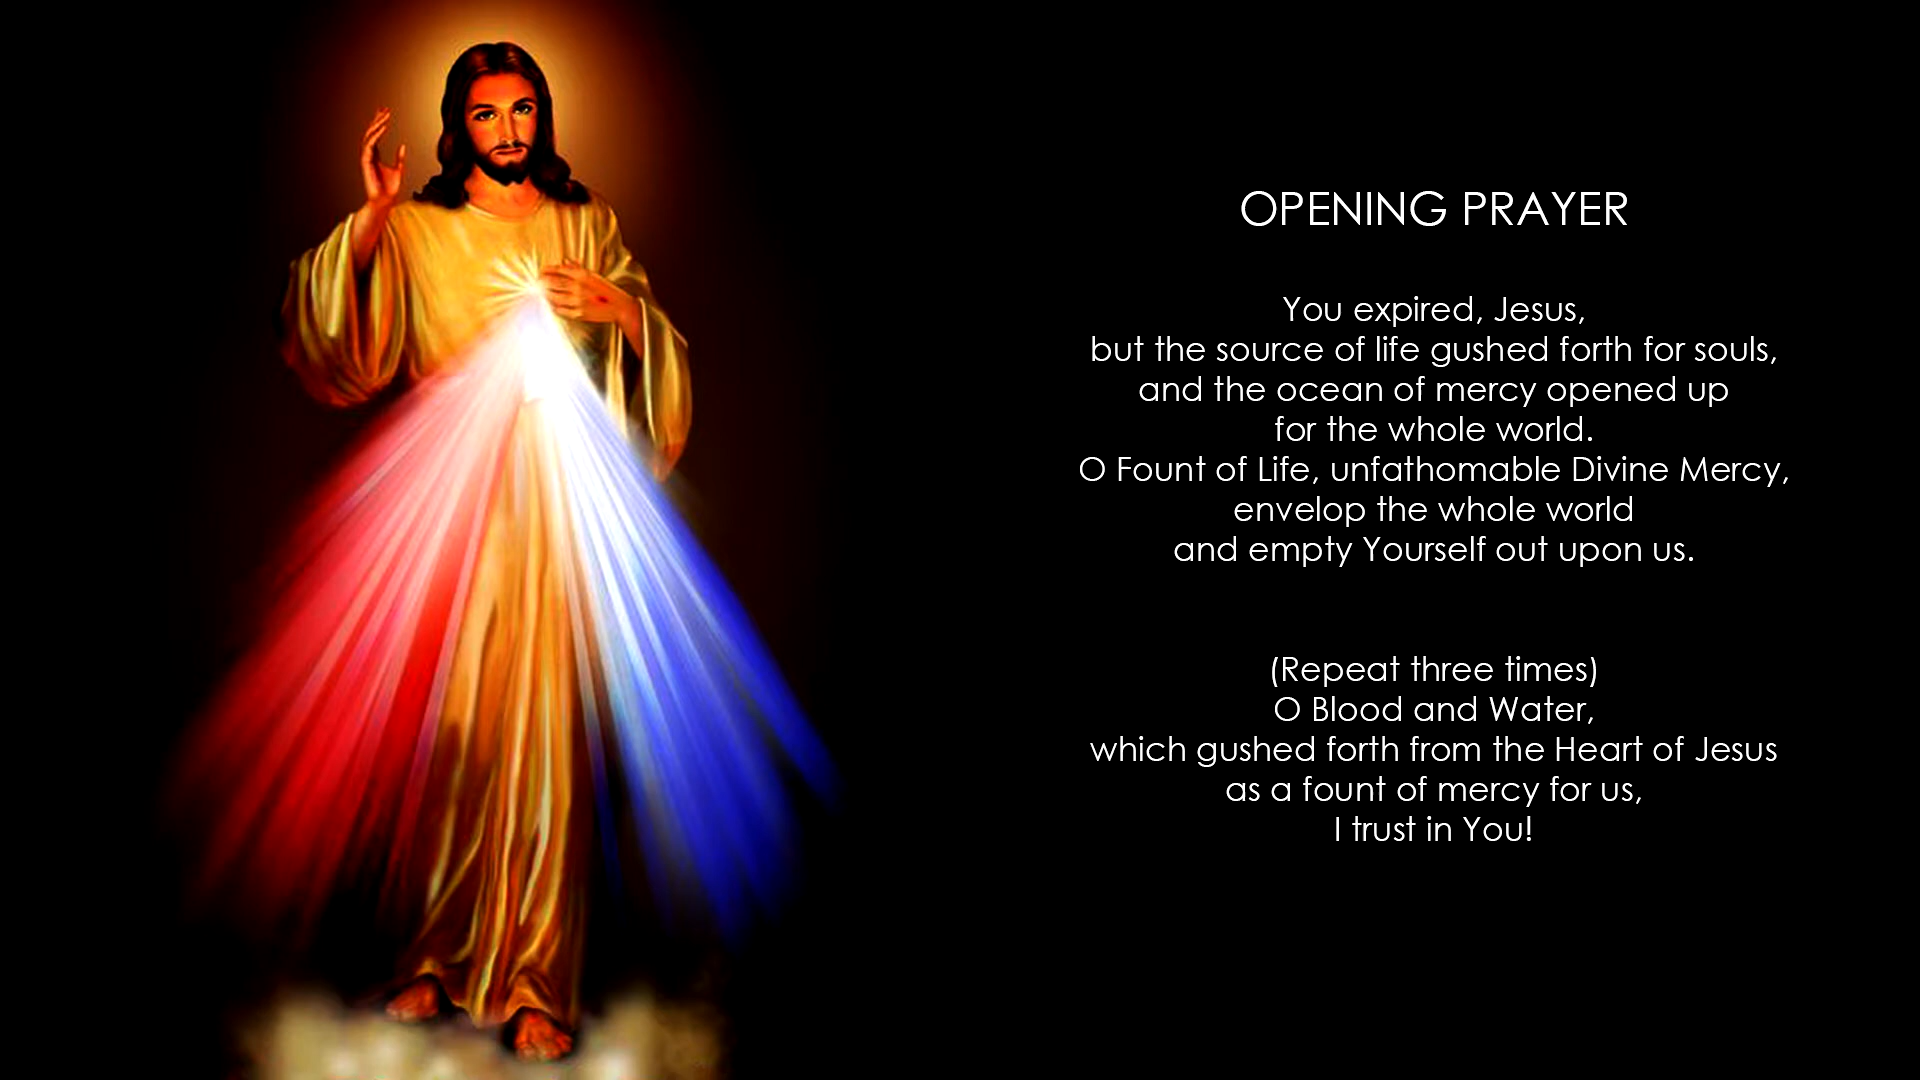 OPENING PRAYER
You expired, Jesus,
but the source of life gushed forth for souls,
and the ocean of mercy opened up
for the whole world.
O Fount of Life, unfathomable Divine Mercy,
envelop the whole world
and empty Yourself out upon us.
(Repeat three times)
O Blood and Water,
which gushed forth from the Heart of Jesus
as a fount of mercy for us,
I trust in You!